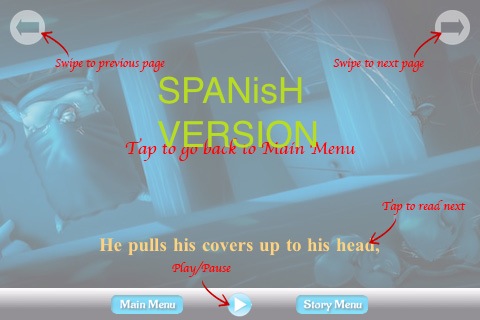 Swipe to previous page
Swipe to next page
SPANisH
VERSION
Tap to go back to Main Menu
Tap to read next
He pulls his covers up to his head,
Play/Pause
Main Menu
Story Menu